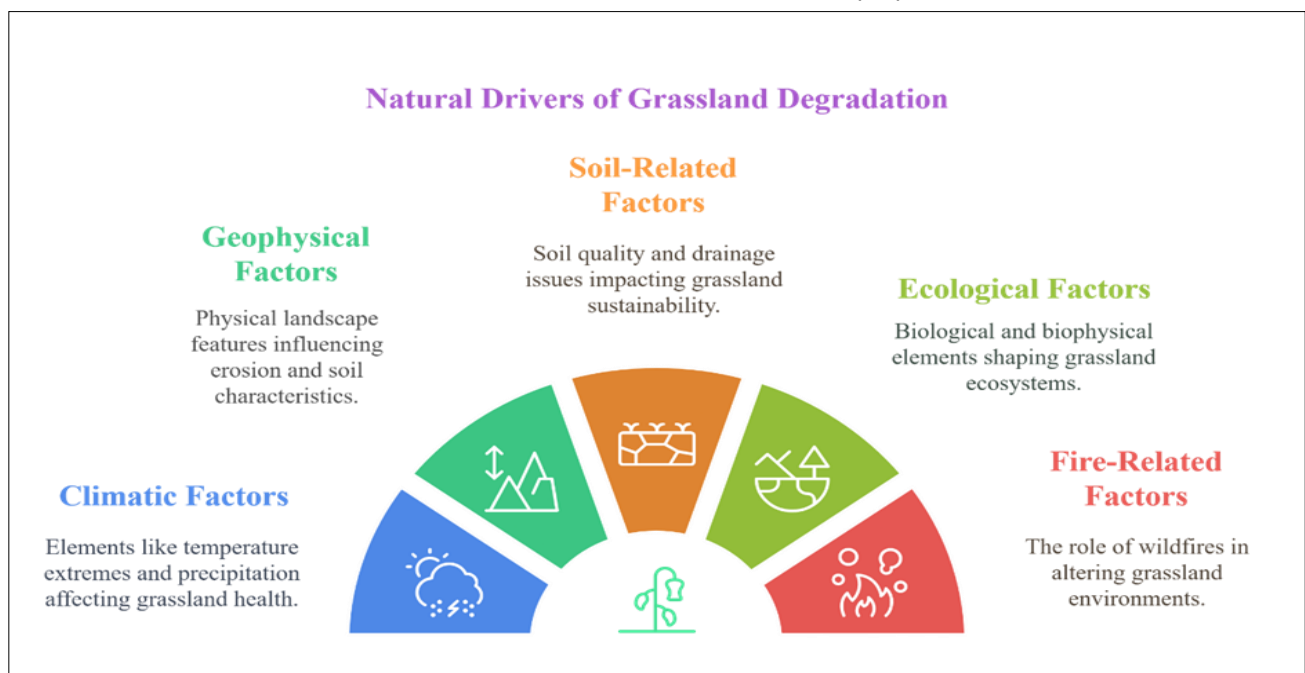 Natural Drivers of Grassland Degradation
Climatic Factors
Elements like temperature
extremes and precipitation
affecting grassland health.
Geophysical
Factors
Physical landscape
features influencing
erosion and soil
characteristics.
Soil-Related
Factors
Soil quality and drainage
issues impacting grassland
sustainability.
Ecological Factors
Biological and biophysical
elements shaping grassland
ecosystems.
Fire-Related
Factors
The role of wildfires in
altering grassland
environments.